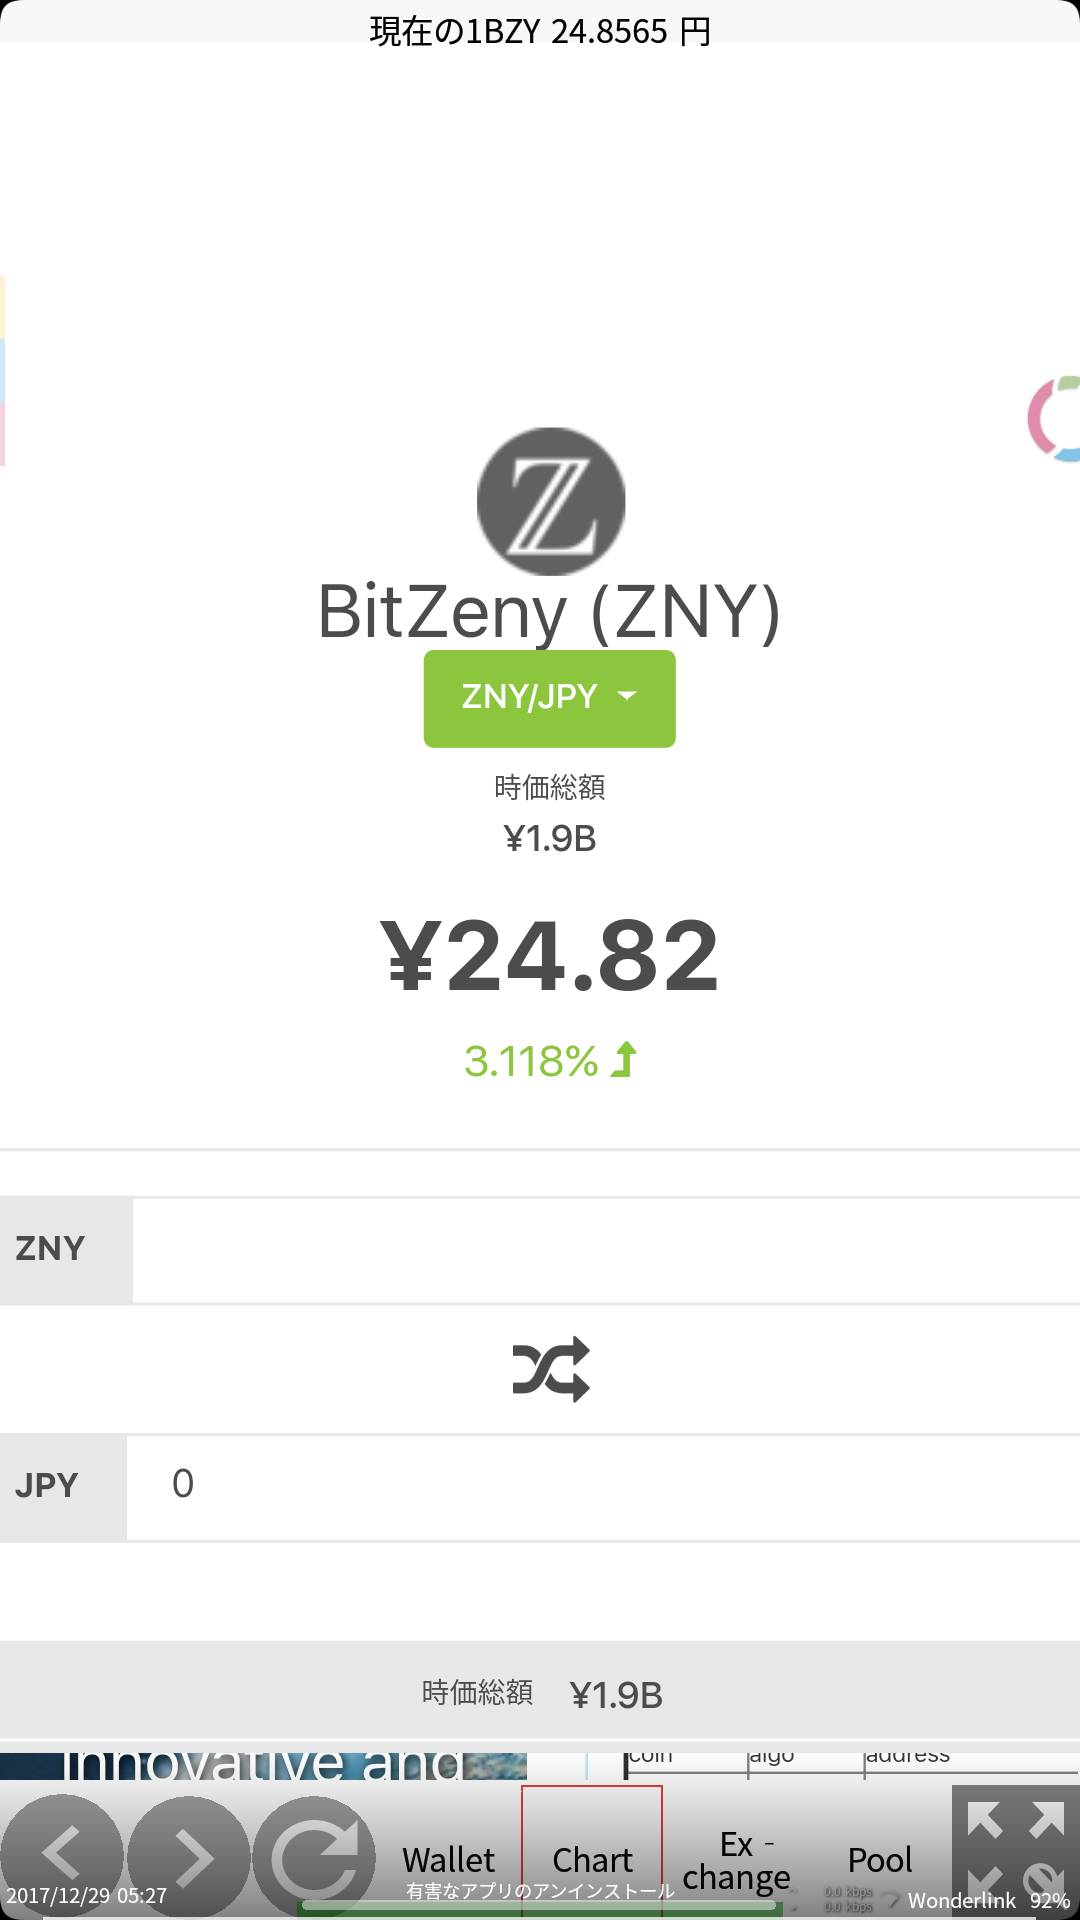 現在の1BZY 24.8565 円
BitZeny (ZNY)
ZNY/JPY
時価総額
¥1.9B
¥24.82
3.118%
ZNY
JPY
0
時価総額 ¥1.9B
innovative and
coin algo address
Wallet Chart Ex - change Pool
有害なアプリのアンインストール
2017/12/29 05:27
0.0 kbps
0.0 kbps
Wonderlink 92%